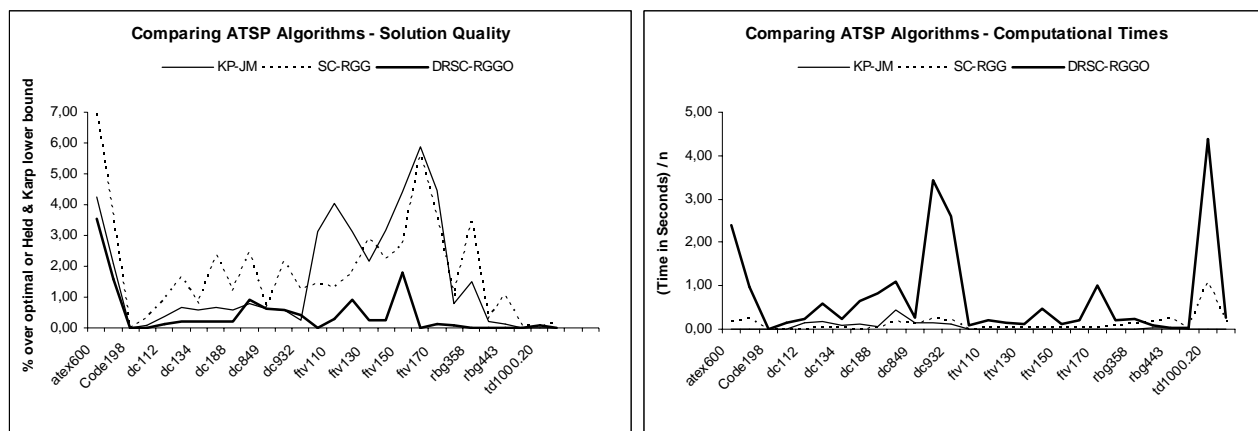 Comparing ATSP Algorithms - Solution Quality
KP-JM SC-RGG DRSC-RGGO
% over optimal or Held & Karp lower bound
7,00
6,00
5,00
4,00
3,00
2,00
1,00
0,00
atex600
Code198
dc112
dc134
dc188
dc849
dc932
ftv110
ftv130
ftv150
ftv170
rbg358
rbg443
td1000.20
Comparing ATSP Algorithms - Computational Times
KP-JM SC-RGG DRSC-RGGO
(Time in Seconds) / n
5,00
4,00
3,00
2,00
1,00
0,00
atex600
Code198
dc112
dc134
dc188
dc849
dc932
ftv110
ftv130
ftv150
ftv170
rbg358
rbg443
td1000.20